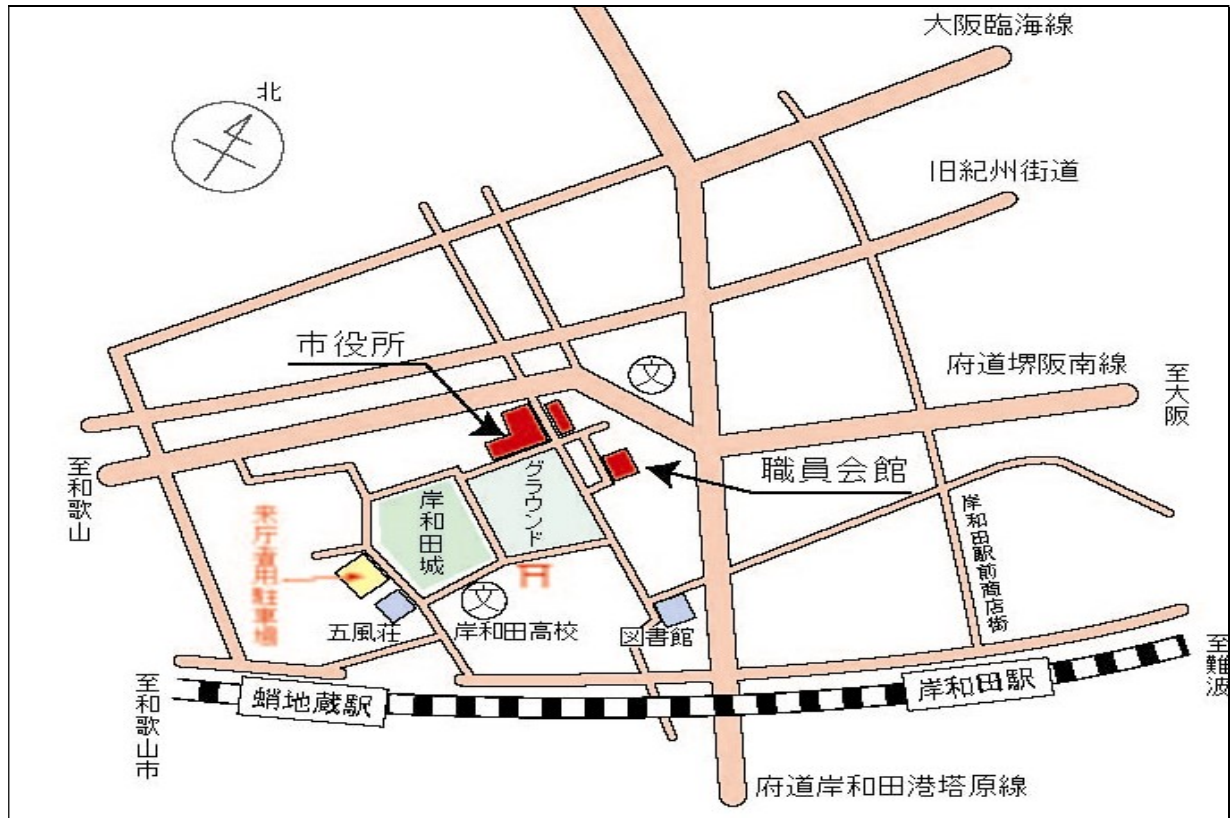 大阪臨海線
北
旧紀州街道
市役所
文
府道堺阪南線
至大阪
職員会館
至和歌山
グラウンド
岸和田城
来庁者用駐車場
岸和田駅前商店街
文
五風荘
岸和田高校
図書館
至難波
岸和田駅
蛸地蔵駅
至和歌山市
府道岸和田港塔原線